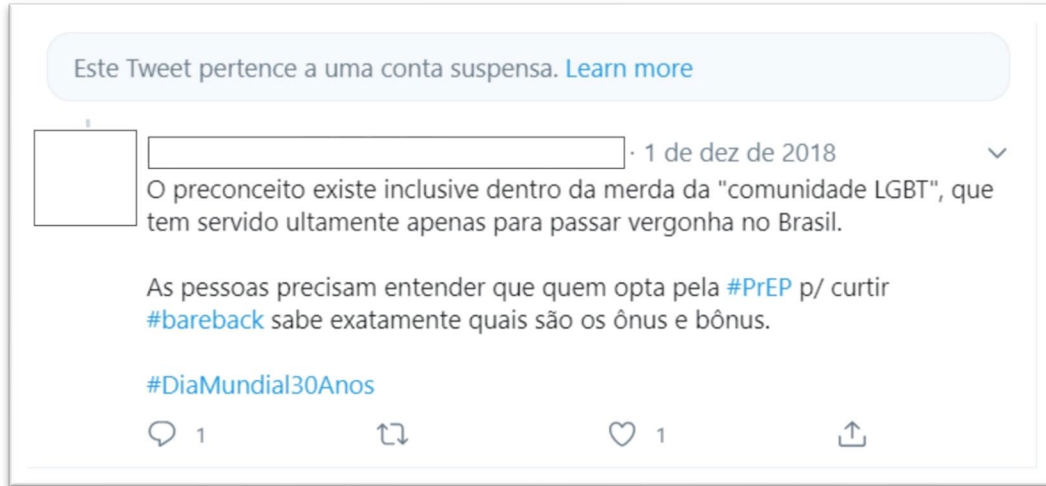 Este Tweet pertence a uma conta suspensa. Learn more
· 1 de dez de 2018
O preconceito existe inclusive dentro da merda da "comunidade LGBT", que
tem servido ultamente apenas para passar vergonha no Brasil.
As pessoas precisam entender que quem opta pela #PrEP p/ curtir
#bareback sabe exatamente quais são os ônus e bônus.
#DiaMundial30Anos
1 1